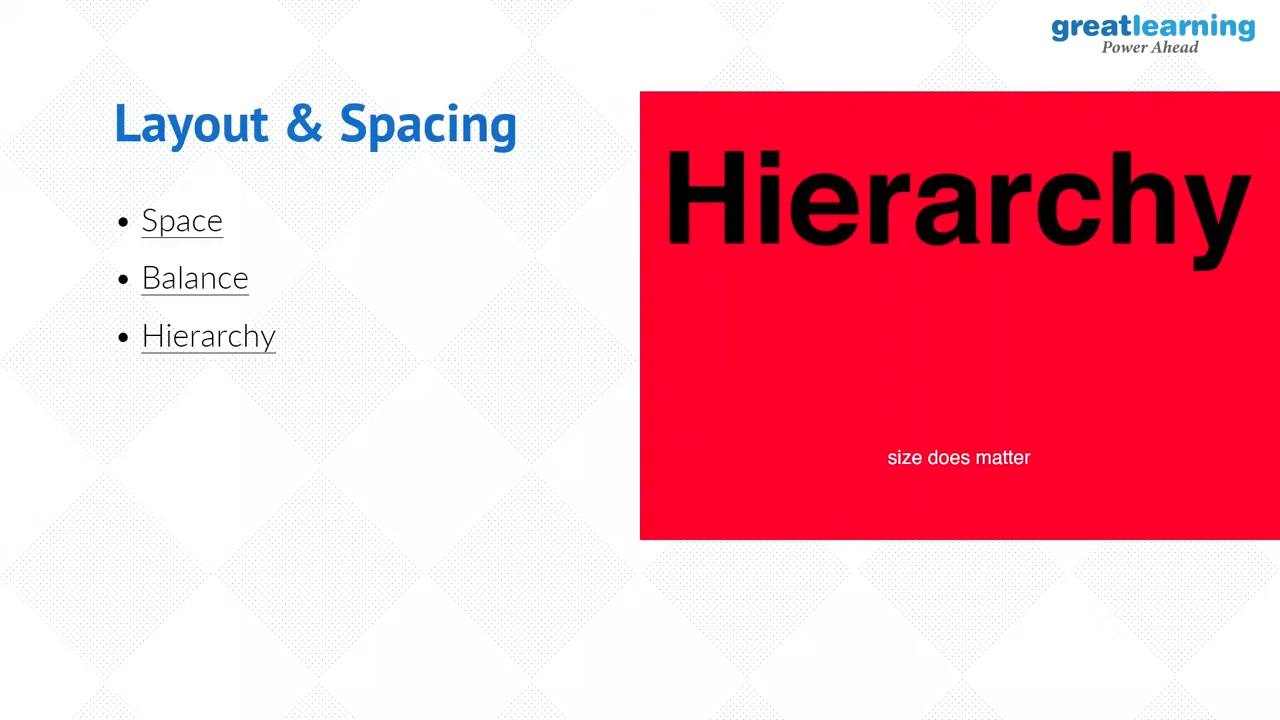 greatlearning
Power Ahead
Layout & Spacing
• Space
• Balance
• Hierarchy
Hierarchy
size does matter